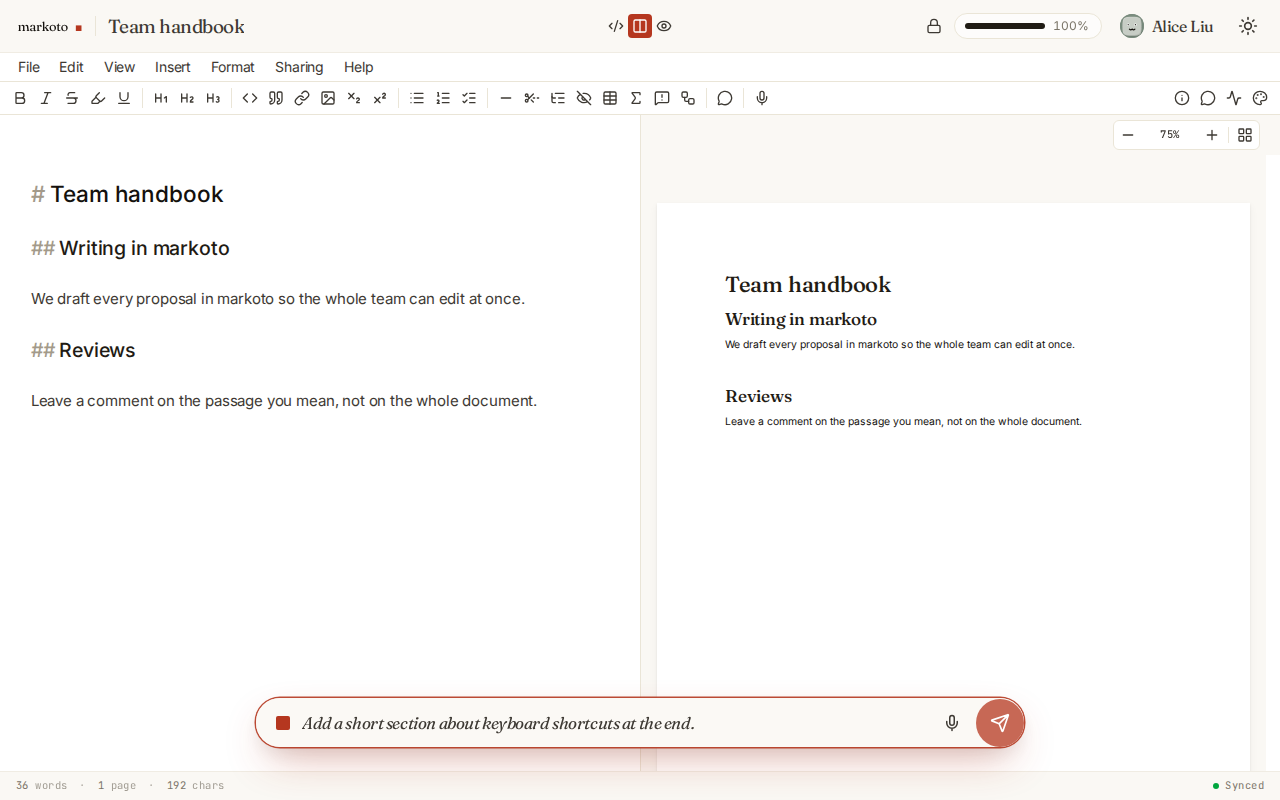 markoto
Team handbook
100%
Alice Liu
File Edit View Insert Format Sharing Help
H1 H2 H3
75%
# Team handbook
## Writing in markoto
We draft every proposal in markoto so the whole team can edit at once.
## Reviews
Leave a comment on the passage you mean, not on the whole document.
Team handbook
Writing in markoto
We draft every proposal in markoto so the whole team can edit at once.
Reviews
Leave a comment on the passage you mean, not on the whole document.
Add a short section about keyboard shortcuts at the end.
36 words · 1 page · 192 chars
Synced